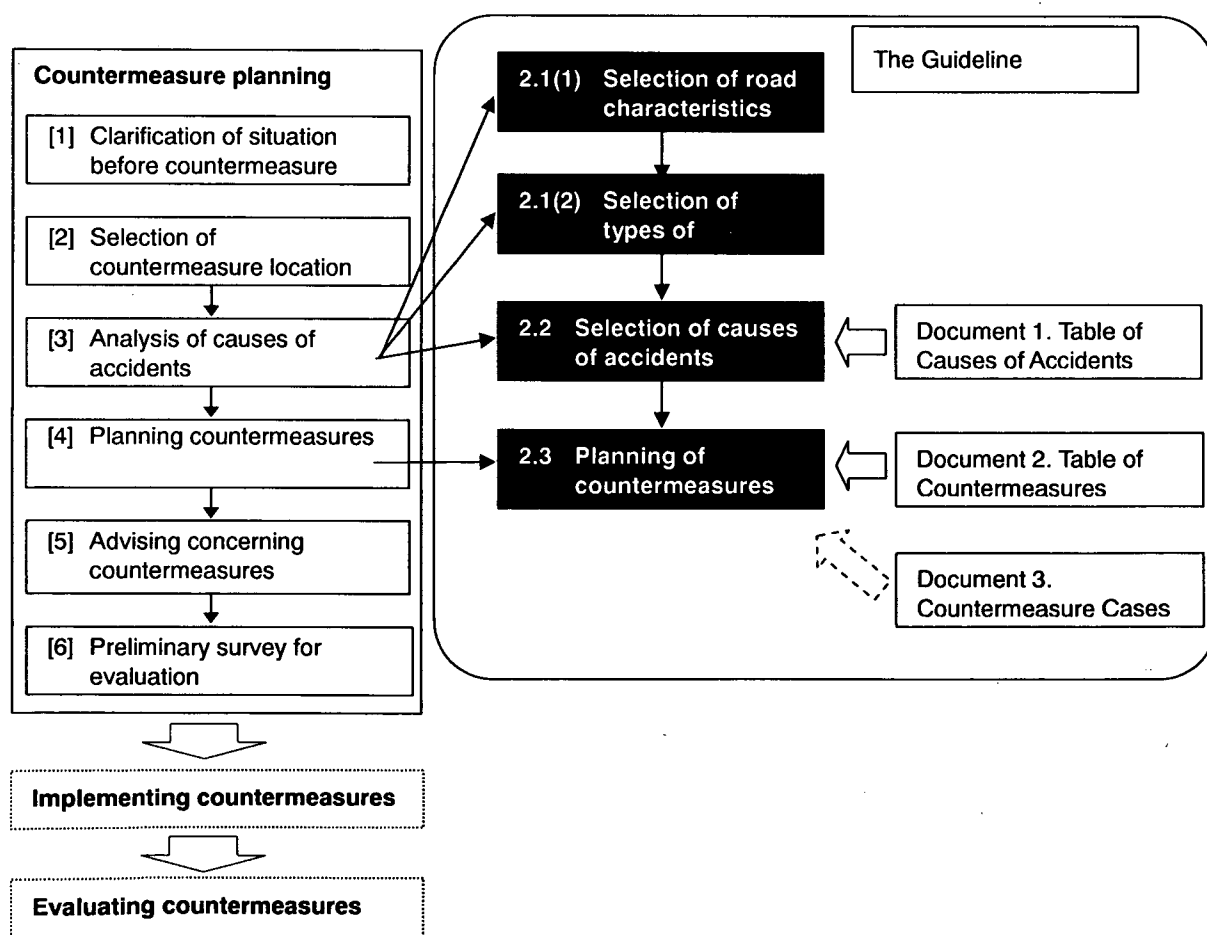 Countermeasure planning
[1] Clarification of situation
before countermeasure
[2] Selection of
countermeasure location
[3] Analysis of causes of
accidents
[4] Planning countermeasures
[5] Advising concerning
countermeasures
[6] Preliminary survey for
evaluation
Implementing countermeasures
Evaluating countermeasures
The Guideline
2.1(1) Selection of road
characteristics
2.1(2) Selection of
types of
2.2 Selection of causes
of accidents
2.3 Planning of
countermeasures
Document 1. Table of
Causes of Accidents
Document 2. Table of
Countermeasures
Document 3.
Countermeasure Cases